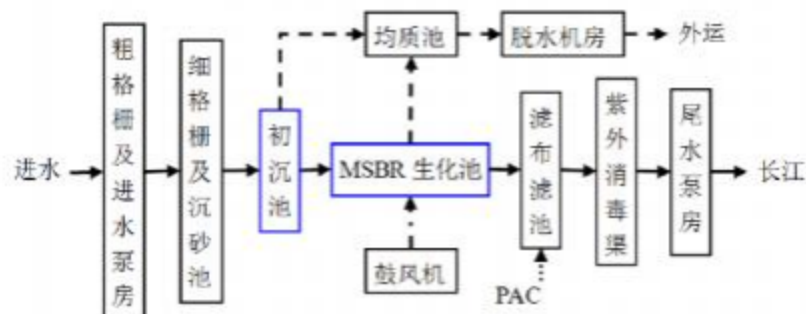 均质池
脱水机房
外运
进水
粗格栅及进水泵房
细格栅及沉砂池
初沉池
MSBR 生化池
滤布滤池
紫外消毒渠
尾水泵房
长江
鼓风机
PAC